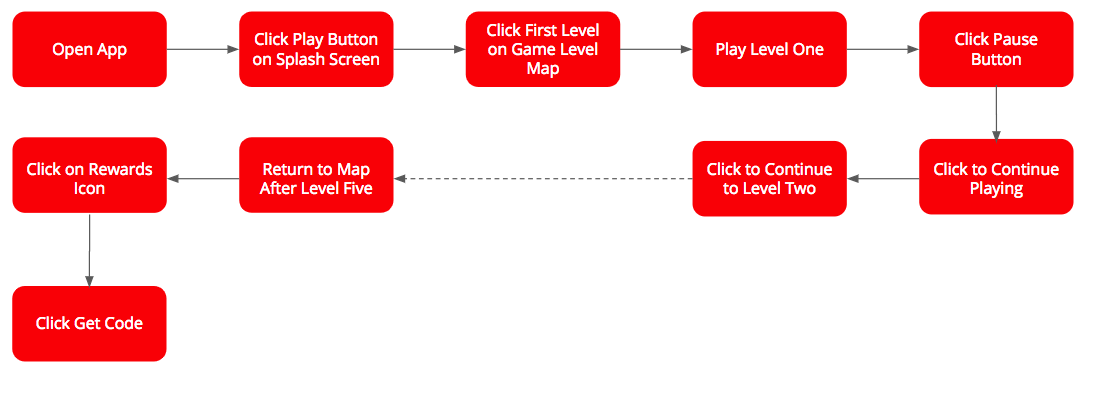 Open App
Click Play Button
on Splash Screen
Click First Level
on Game Level
Map
Play Level One
Click Pause
Button
Click on Rewards
Icon
Return to Map
After Level Five
Click to Continue
to Level Two
Click to Continue
Playing
Click Get Code